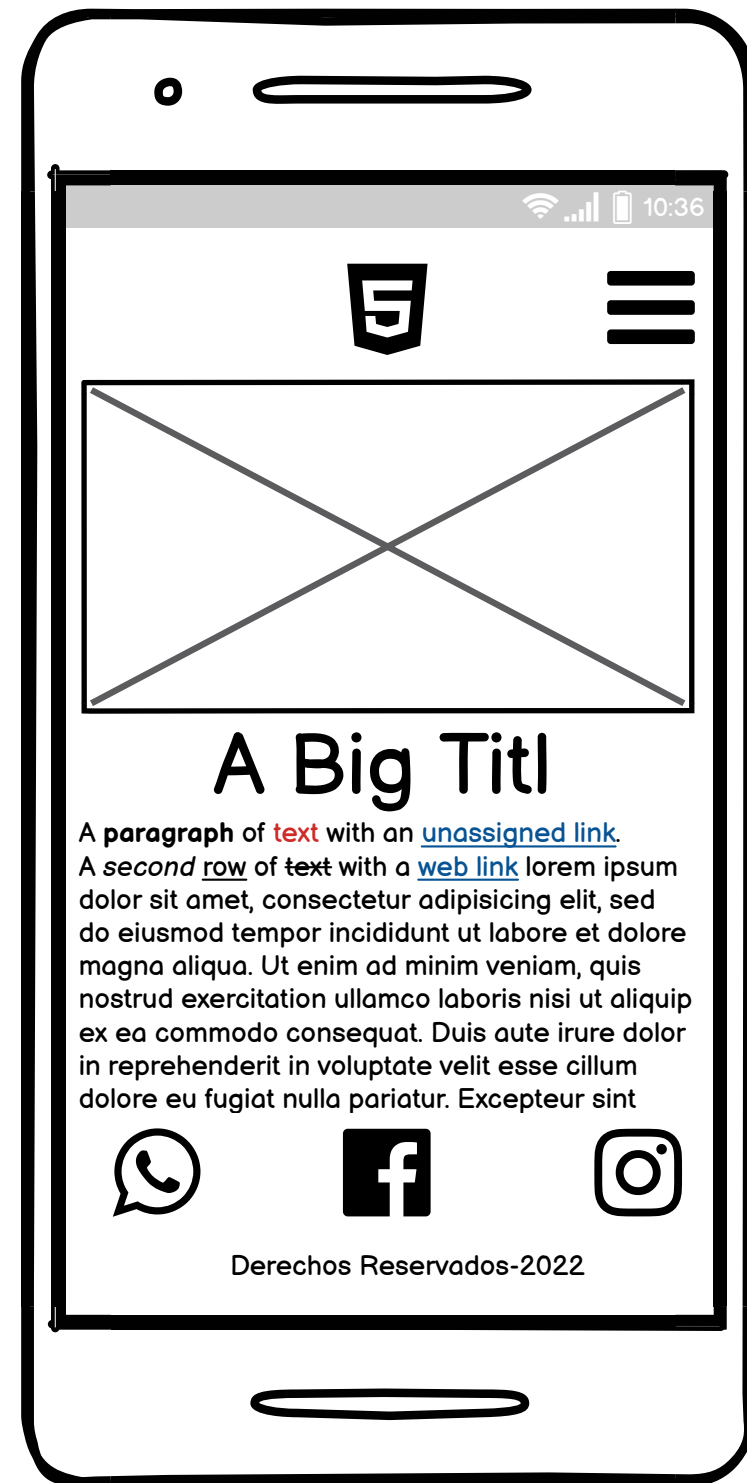 10:36
A Big Titl
A paragraph of text with an unassigned link.
A second row of text with a web link lorem ipsum
dolor sit amet, consectetur adipisicing elit, sed
do eiusmod tempor incididunt ut labore et dolore
magna aliqua. Ut enim ad minim veniam, quis
nostrud exercitation ullamco laboris nisi ut aliquip
ex ea commodo consequat. Duis aute irure dolor
in reprehenderit in voluptate velit esse cillum
dolore eu fugiat nulla pariatur. Excepteur sint
Derechos Reservados-2022